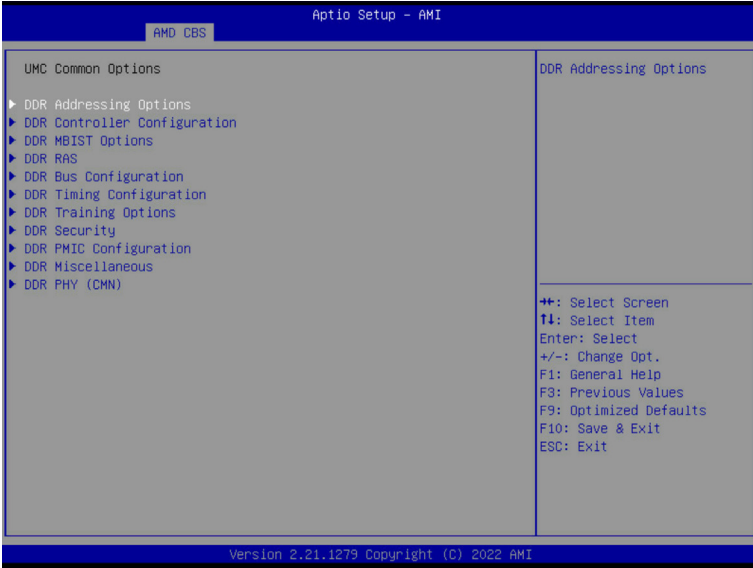 Aptio Setup - AMI
AMD CBS
UMC Common Options
DDR Addressing Options
DDR Controller Configuration
DDR MBIST Options
DDR RAS
DDR Bus Configuration
DDR Timing Configuration
DDR Training Options
DDR Security
DDR PMIC Configuration
DDR Miscellaneous
DDR PHY (CMN)
DDR Addressing Options
→←: Select Screen
↑↓: Select Item
Enter: Select
+/-: Change Opt.
F1: General Help
F3: Previous Values
F9: Optimized Defaults
F10: Save & Exit
ESC: Exit
Version 2.21.1279 Copyright (C) 2022 AMI